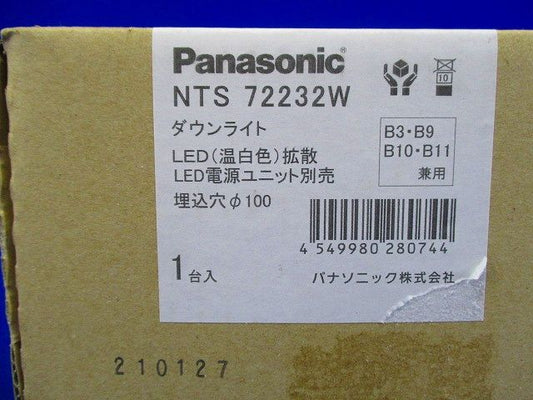 Panasonic®
NTS 72232W
ダウンライト
LED(温白色)拡散
LED電源ユニット別売
埋込穴φ100
10
B3・B9
B10・B11
兼用
4 549980 280744
1台入
パナソニック株式会社
210127